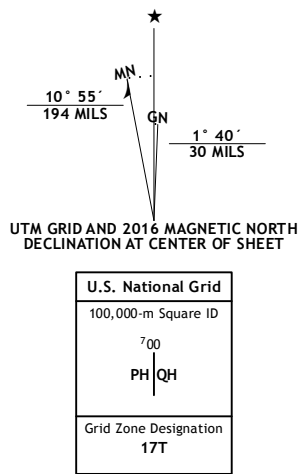 ★
MN
10° 55´
194 MILS
GN
1° 40´
30 MILS
UTM GRID AND 2016 MAGNETIC NORTH
DECLINATION AT CENTER OF SHEET
U.S. National Grid
100,000-m Square ID
⁷00
PH QH
Grid Zone Designation
17T